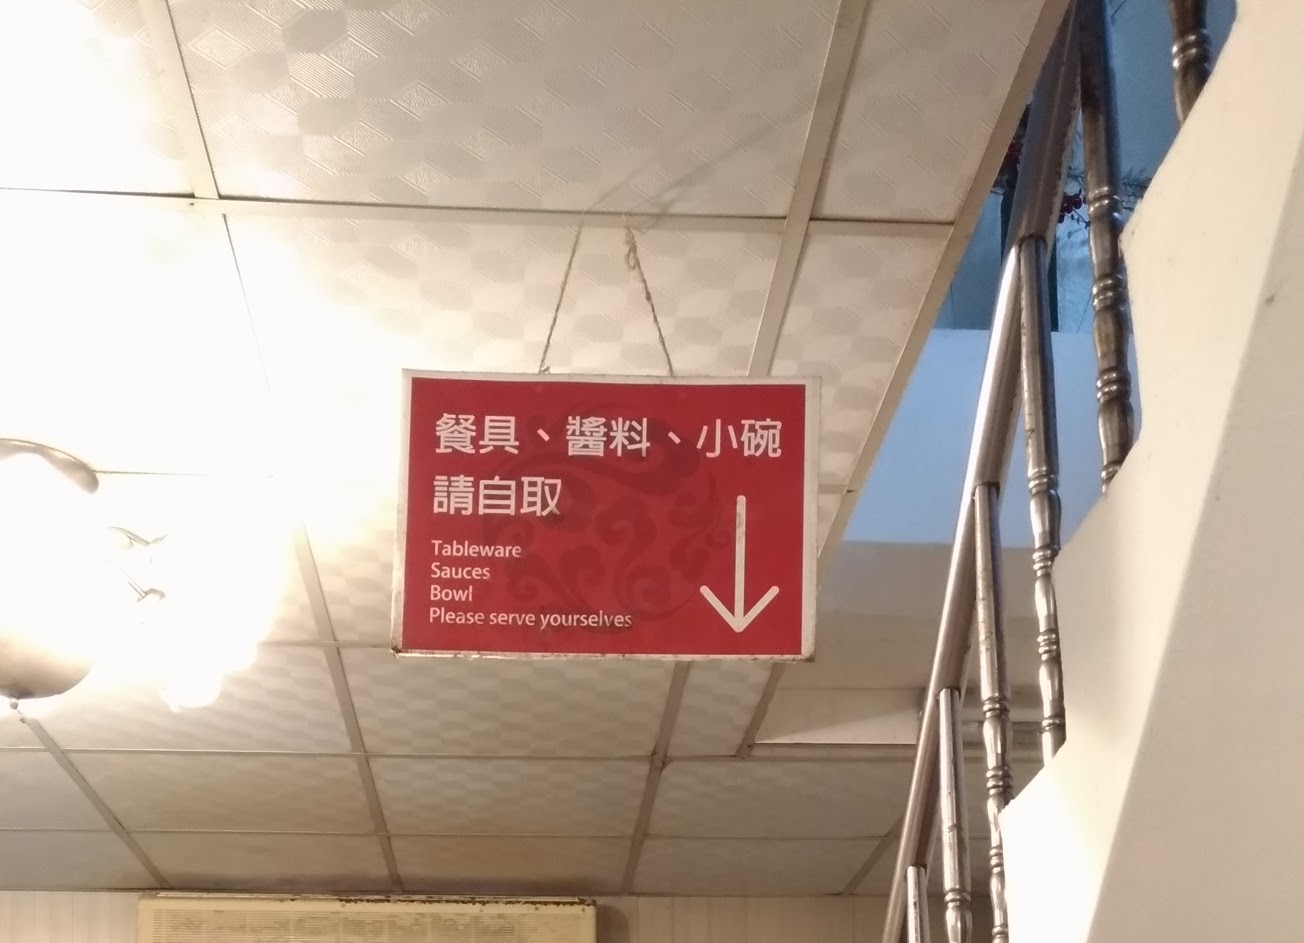 餐具、醬料、小碗
請自取
Tableware
Sauces
Bowl
Please serve yourselves